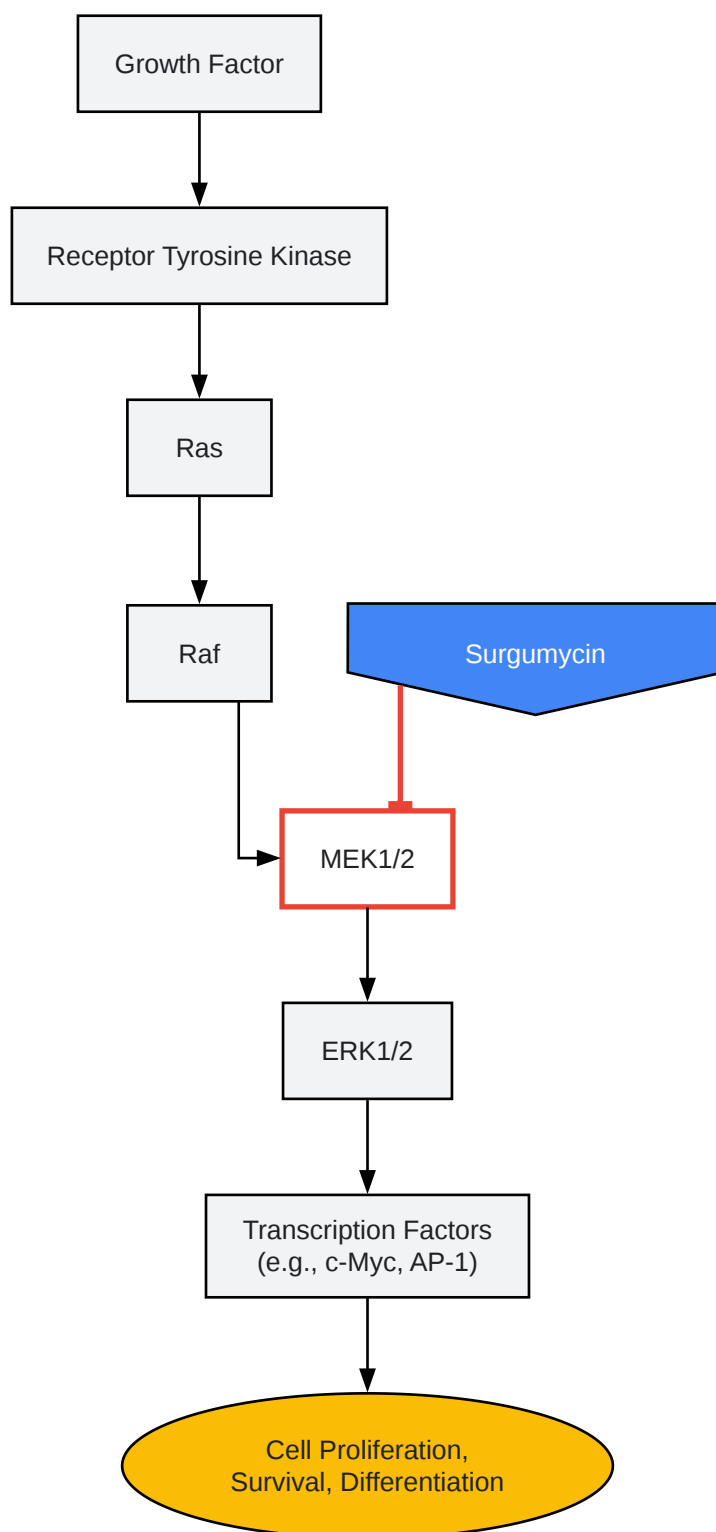 Growth Factor
Receptor Tyrosine Kinase
Ras
Raf
Surgumycin
MEK1/2
ERK1/2
Transcription Factors
(e.g., c-Myc, AP-1)
Cell Proliferation,
Survival, Differentiation